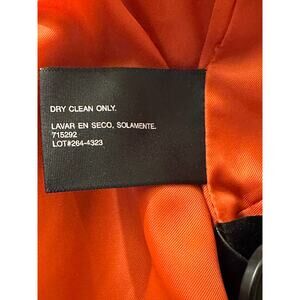 DRY CLEAN ONLY.
LAVAR EN SECO, SOLAMENTE.
715292
LOT#264-4323